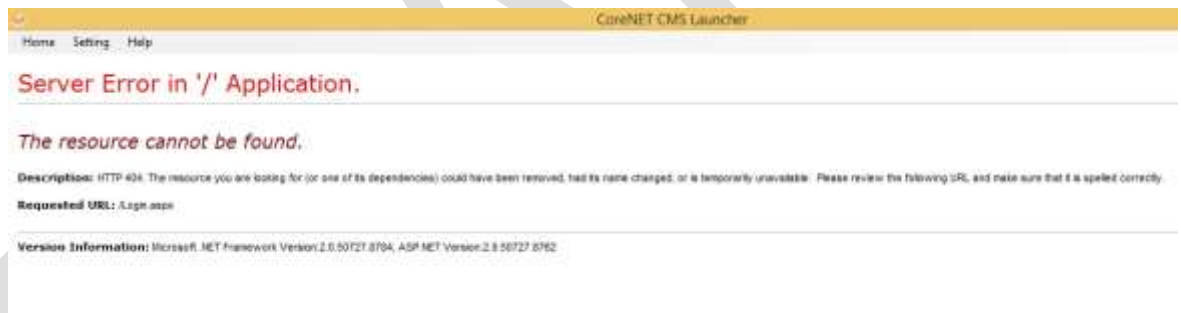 CoreNET CMS Launcher
Home Setting Help
Server Error in '/' Application.
The resource cannot be found.
Description: HTTP 404. The resource you are looking for (or one of its dependencies) could have been removed, had its name changed, or is temporarily unavailable. Please review the following URL and make sure that it is spelled correctly.
Requested URL: /Login.aspx
Version Information: Microsoft .NET Framework Version:2.0.50727.8784; ASP.NET Version:2.0.50727.8762